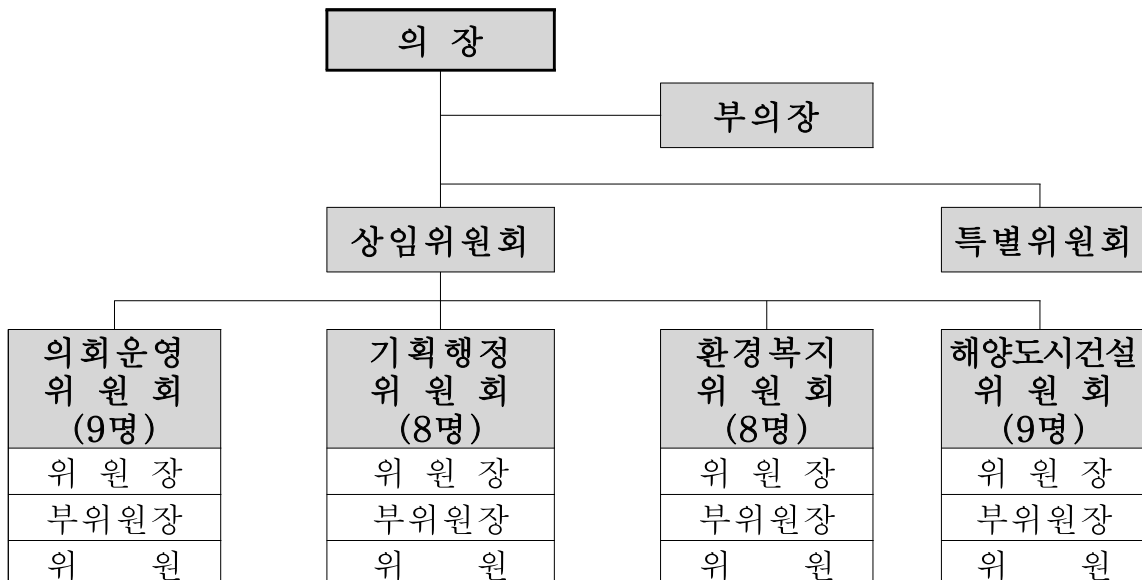 의 장
부의장
상임위원회
특별위원회
의회운영
위 원 회
(9명)
위 원 장
부위원장
위 원
기획행정
위 원 회
(8명)
위 원 장
부위원장
위 원
환경복지
위 원 회
(8명)
위 원 장
부위원장
위 원
해양도시건설
위 원 회
(9명)
위 원 장
부위원장
위 원